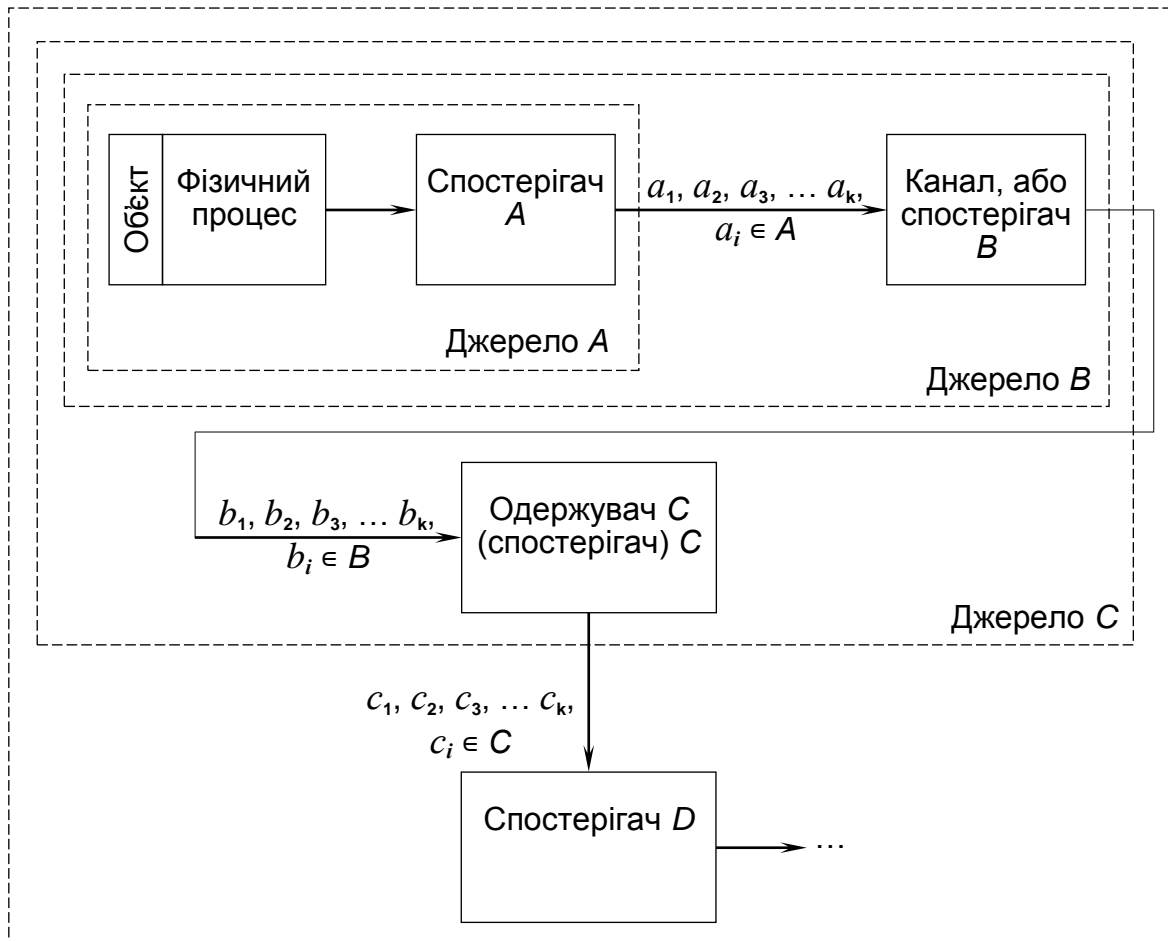 Об'єкт
Фізичний
процес
Спостерігач
A
a₁, a₂, a₃, … aₖ,
aᵢ ∈ A
Канал, або
спостерігач
B
Джерело A
Джерело B
b₁, b₂, b₃, … bₖ,
bᵢ ∈ B
Одержувач C
(спостерігач) C
Джерело C
c₁, c₂, c₃, … cₖ,
cᵢ ∈ C
Спостерігач D
…